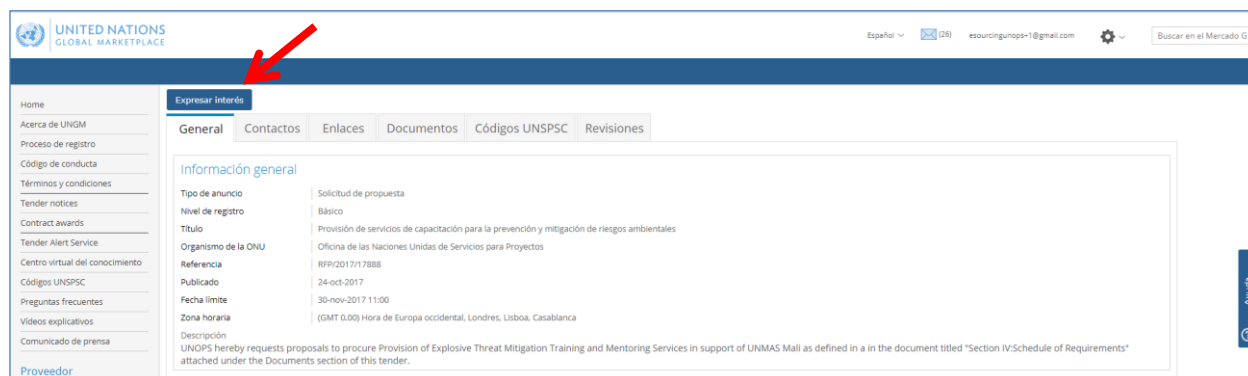 UNITED NATIONS
GLOBAL MARKETPLACE
Español
(26)
esourcingunops+1@gmail.com
Buscar en el Mercado G
Expresar interés
Home
Acerca de UNGM
Proceso de registro
Código de conducta
Términos y condiciones
Tender notices
Contract awards
Tender Alert Service
Centro virtual del conocimiento
Códigos UNSPSC
Preguntas frecuentes
Vídeos explicativos
Comunicado de prensa
Proveedor
General Contactos Enlaces Documentos Códigos UNSPSC Revisiones
Información general
Tipo de anuncio Solicitud de propuesta
Nivel de registro Básico
Título Provisión de servicios de capacitación para la prevención y mitigación de riesgos ambientales
Organismo de la ONU Oficina de las Naciones Unidas de Servicios para Proyectos
Referencia RFP/2017/17888
Publicado 24-oct-2017
Fecha límite 30-nov-2017 11:00
Zona horaria (GMT 0.00) Hora de Europa occidental, Londres, Lisboa, Casablanca
Descripción
UNOPS hereby requests proposals to procure Provision of Explosive Threat Mitigation Training and Mentoring Services in support of UNMAS Mali as defined in a in the document titled "Section IV:Schedule of Requirements"
attached under the Documents section of this tender.